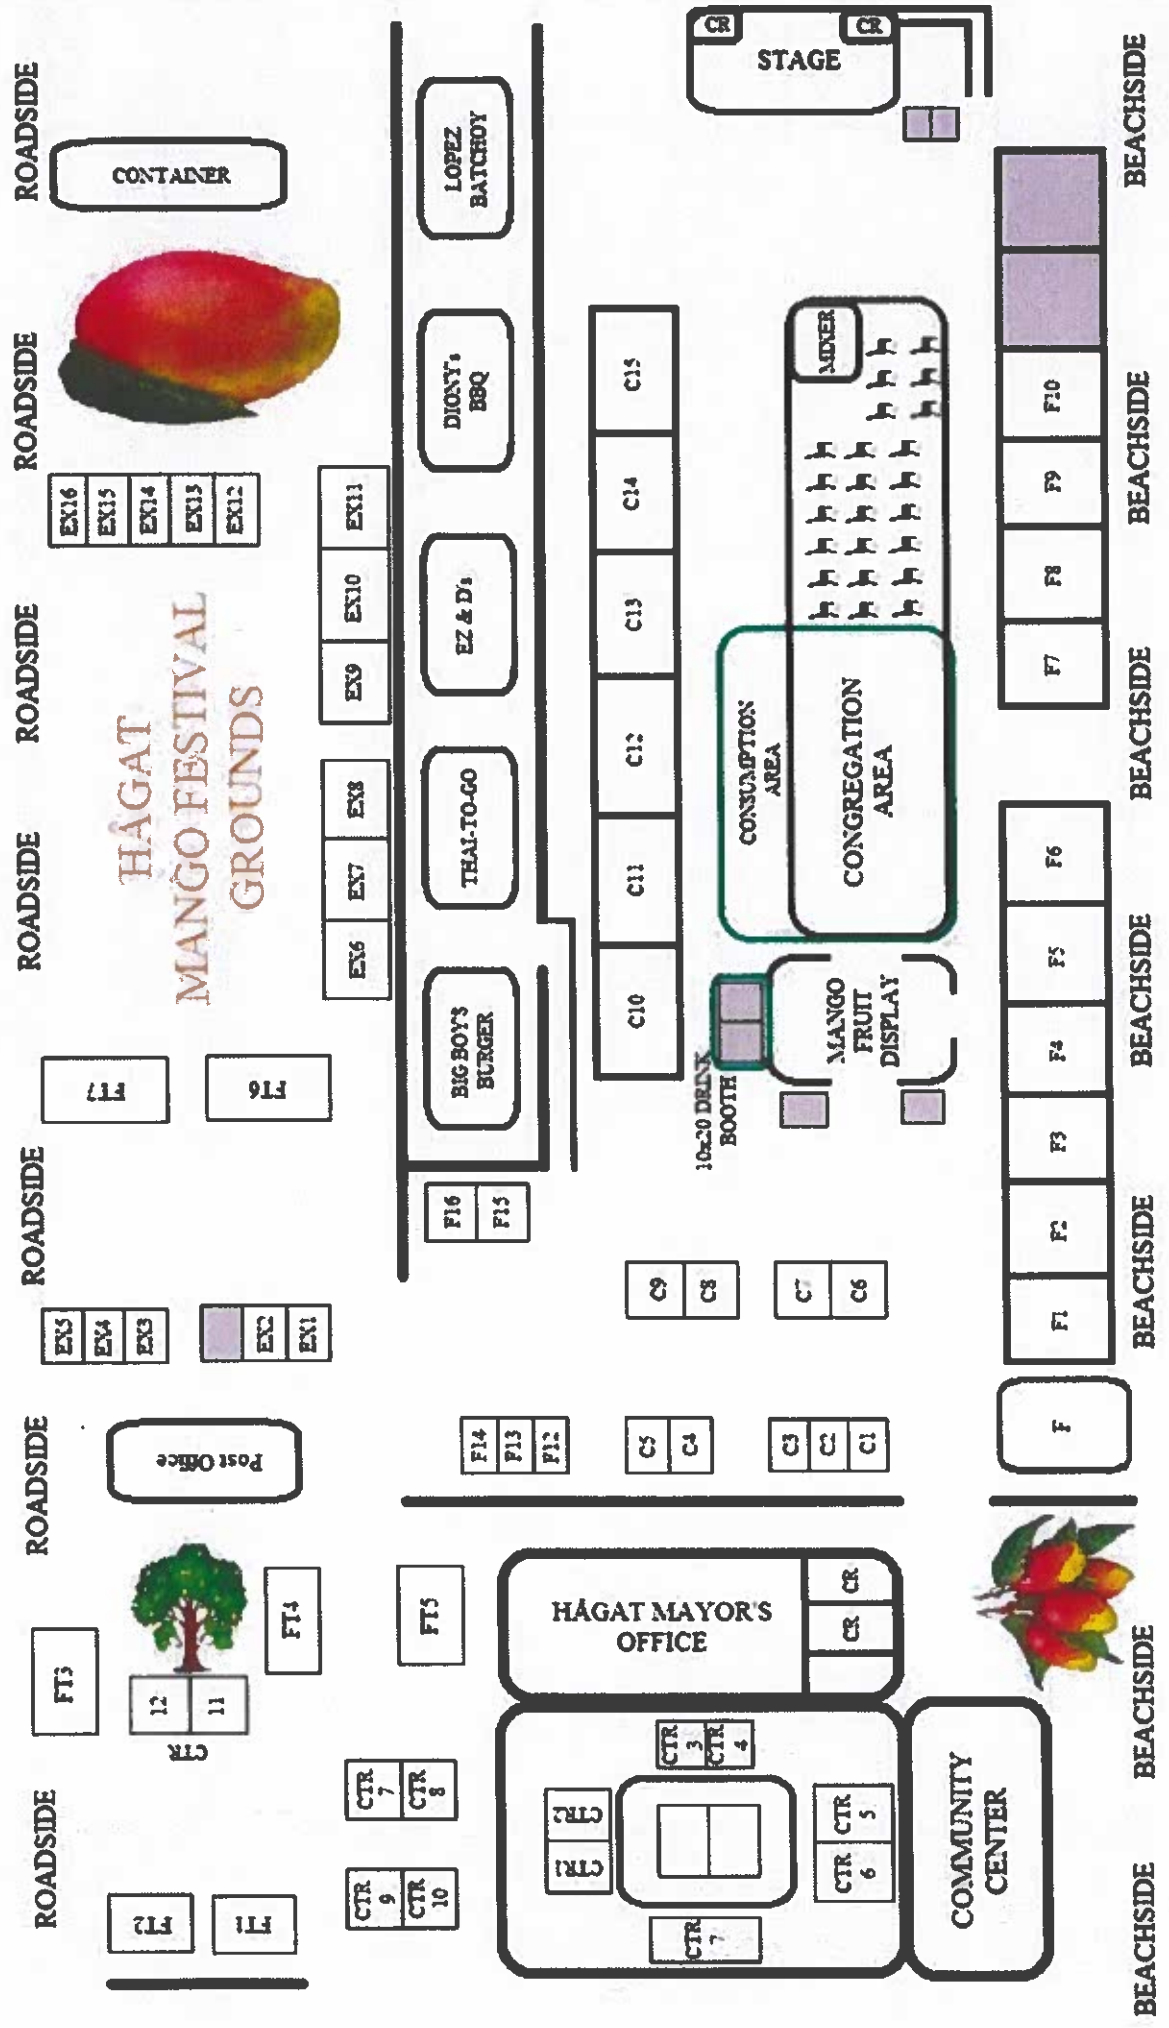 HÅGAT
MANGO FESTIVAL
GROUNDS
ROADSIDE
ROADSIDE
ROADSIDE
ROADSIDE
ROADSIDE
ROADSIDE
ROADSIDE
FT2
FT1
FT3
CTR
12
11
FT4
Post Office
EX5
EX4
EX3
EX2
EX1
FT7
FT6
EX16
EX15
EX14
EX13
EX12
CONTAINER
CTR
9
CTR
10
CTR
7
CTR
8
FT5
EX6
EX7
EX8
EX9
EX10
EX11
F14
F13
F12
F16
F15
BIG BOY'S
BURGER
THAI-TO-GO
EZ & D's
DIONY's
BBQ
LOPEZ
BATCHOY
HÅGAT MAYOR'S
OFFICE
CR
CR
CTR1
CTR2
CTR
3
CTR
4
CTR
7
CTR
6
CTR
5
COMMUNITY
CENTER
C5
C4
C3
C2
C1
C9
C8
C7
C6
C10
C11
C12
C13
C14
C15
10x20 DRINK
BOOTH
MANGO
FRUIT
DISPLAY
CONSUMPTION
AREA
CONGREGATION
AREA
MIXER
CR
STAGE
CR
F
F1
F2
F3
F4
F5
F6
F7
F8
F9
F10
BEACHSIDE
BEACHSIDE
BEACHSIDE
BEACHSIDE
BEACHSIDE
BEACHSIDE
BEACHSIDE